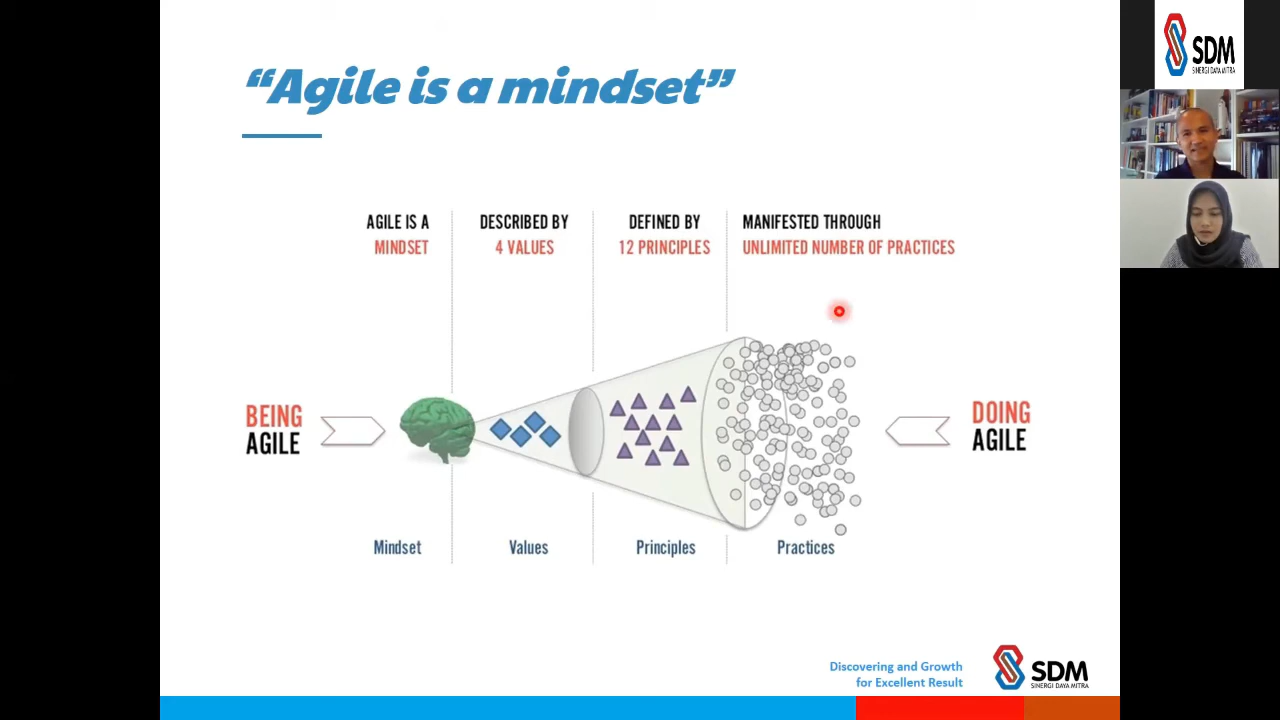 “Agile is a mindset”
AGILE IS A
MINDSET
DESCRIBED BY
4 VALUES
DEFINED BY
12 PRINCIPLES
MANIFESTED THROUGH
UNLIMITED NUMBER OF PRACTICES
BEING
AGILE
DOING
AGILE
Mindset
Values
Principles
Practices
Discovering and Growth
for Excellent Result
SDM
SINERGI DAYA MITRA
SDM
SINERGI DAYA MITRA